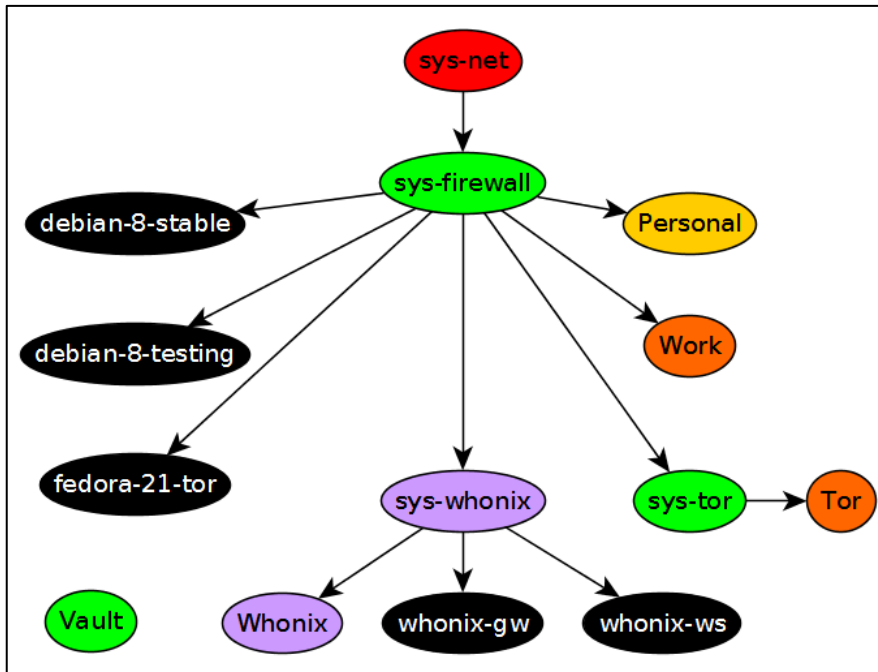 sys-net
sys-firewall
debian-8-stable
Personal
debian-8-testing
Work
fedora-21-tor
sys-whonix
sys-tor
Tor
Vault
Whonix
whonix-gw
whonix-ws